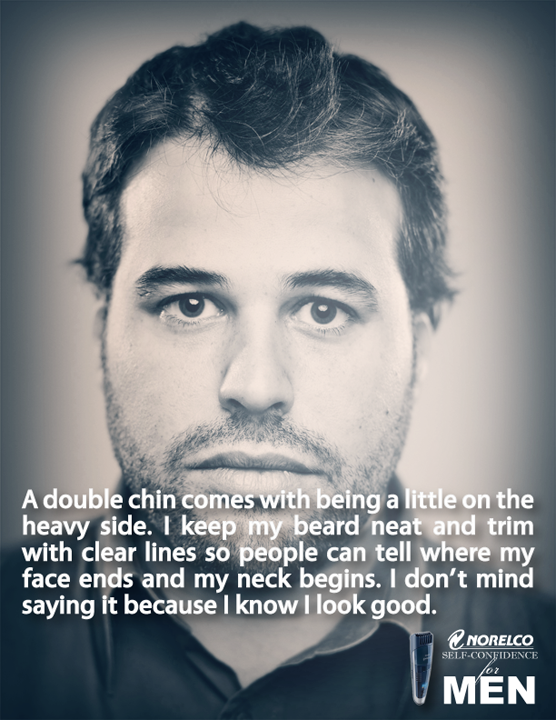 A double chin comes with being a little on the
heavy side. I keep my beard neat and trim
with clear lines so people can tell where my
face ends and my neck begins. I don't mind
saying it because I know I look good.
NORELCO
SELF-CONFIDENCE
for
MEN